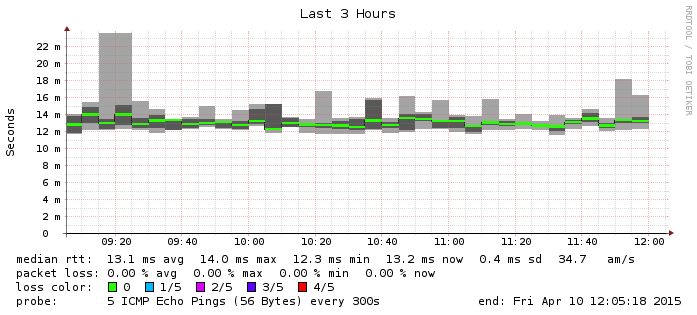 Last 3 Hours
RRDTOOL / TOBI OETIKER
Seconds
22 m
20 m
18 m
16 m
14 m
12 m
10 m
8 m
6 m
4 m
2 m
0
09:20 09:40 10:00 10:20 10:40 11:00 11:20 11:40 12:00
median rtt: 13.1 ms avg 14.0 ms max 12.3 ms min 13.2 ms now 0.4 ms sd 34.7 am/s
packet loss: 0.00 % avg 0.00 % max 0.00 % min 0.00 % now
loss color: 0 1/5 2/5 3/5 4/5
probe: 5 ICMP Echo Pings (56 Bytes) every 300s end: Fri Apr 10 12:05:18 2015